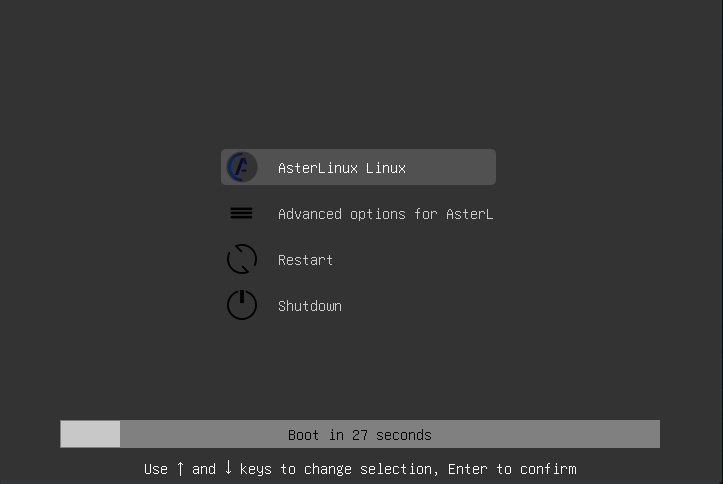 AsterLinux Linux
Advanced options for AsterL
Restart
Shutdown
Boot in 27 seconds
Use ↑ and ↓ keys to change selection, Enter to confirm